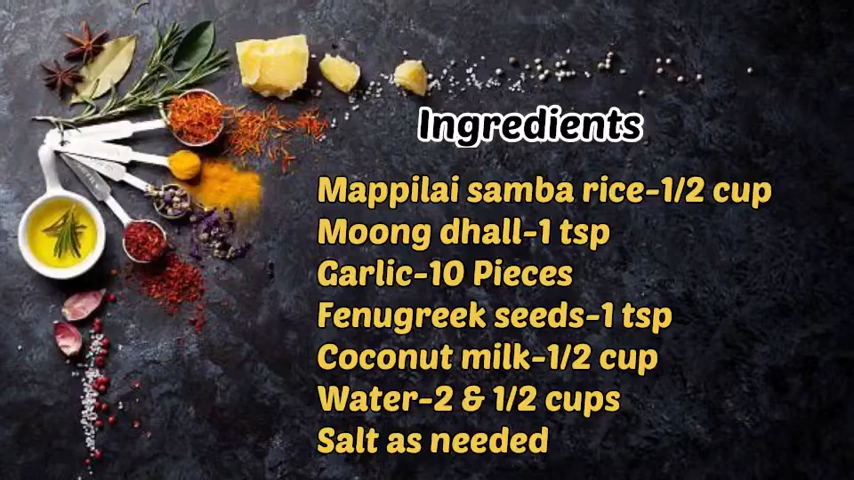 Ingredients
Mappilai samba rice-1/2 cup
Moong dhall-1 tsp
Garlic-10 Pieces
Fenugreek seeds-1 tsp
Coconut milk-1/2 cup
Water-2 & 1/2 cups
Salt as needed